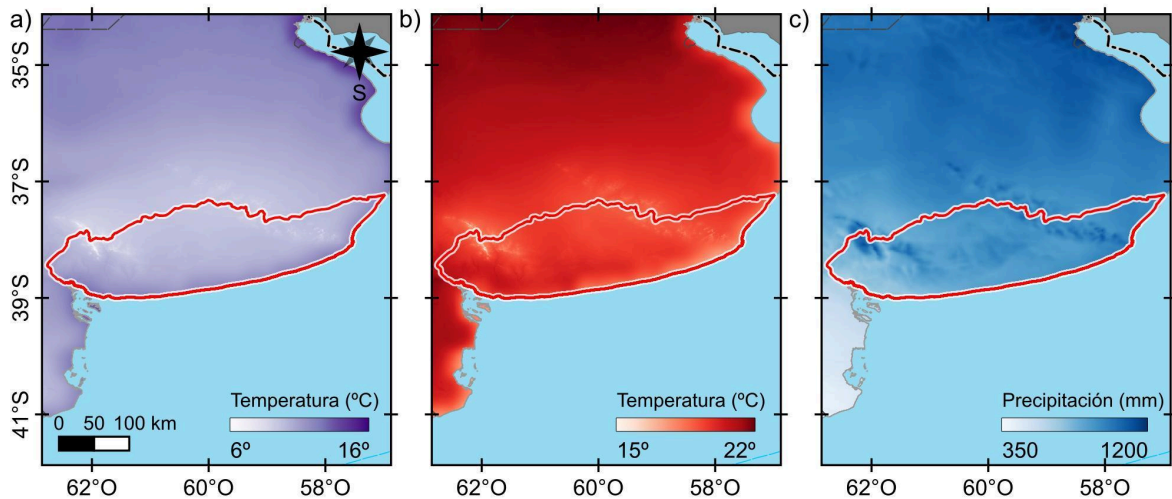 a)
b)
c)
35°S
37°S
39°S
41°S
S
Temperatura (ºC)
6º 16º
0 50 100 km
Temperatura (ºC)
15º 22º
Precipitación (mm)
350 1200
62°O 60°O 58°O
62°O 60°O 58°O
62°O 60°O 58°O